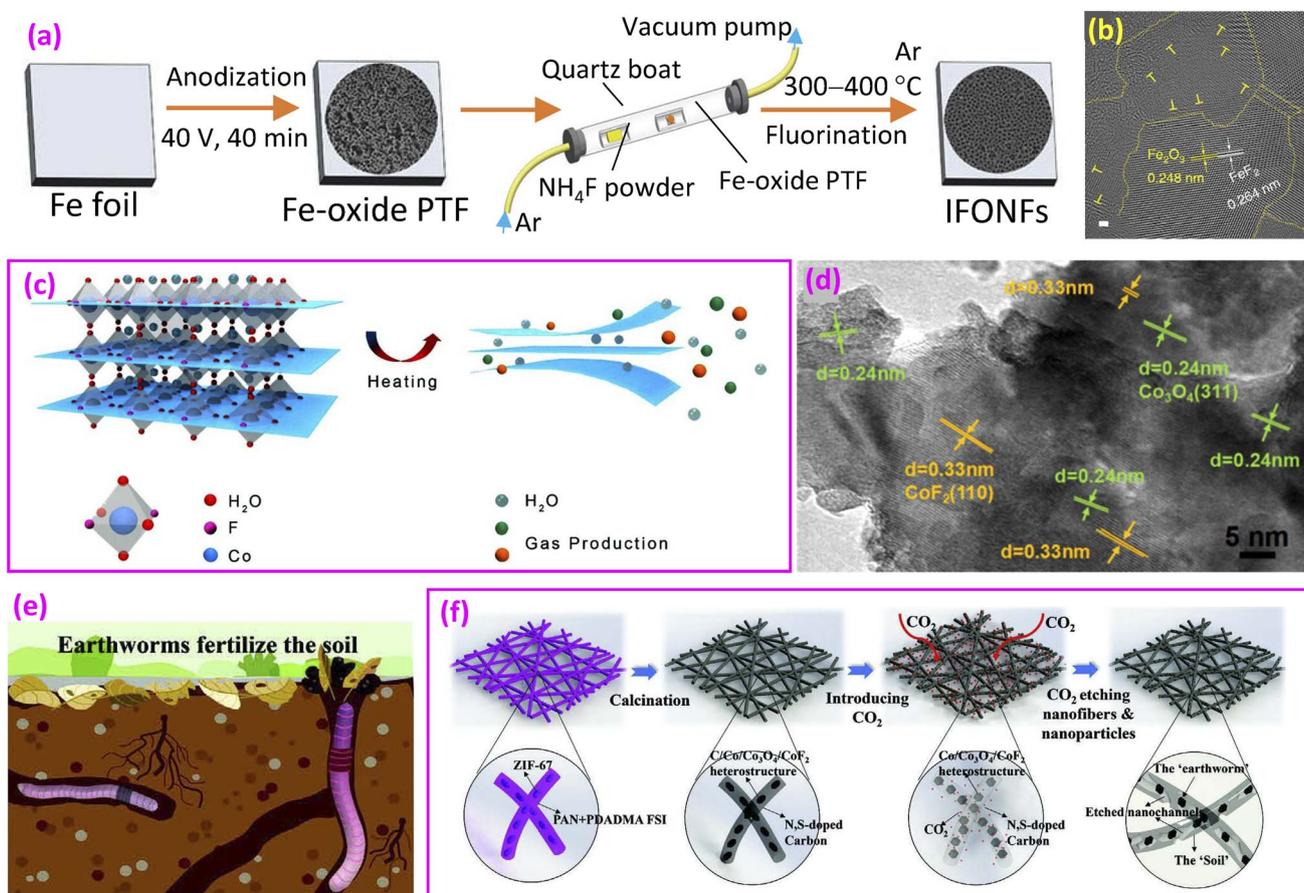 (a)
Anodization
40 V, 40 min
Fe foil
Fe-oxide PTF
Vacuum pump
Quartz boat
NH₄F powder
Fe-oxide PTF
Ar
Ar
300–400 °C
Fluorination
IFONFs
(b)
Fe₂O₃
0.248 nm
FeF₂
0.264 nm
(c)
Heating
H₂O
F
Co
H₂O
Gas Production
(d)
d=0.33nm
d=0.24nm
d=0.24nm
Co₃O₄(311)
d=0.33nm
CoF₂(110)
d=0.24nm
d=0.24nm
d=0.33nm
5 nm
(e)
Earthworms fertilize the soil
(f)
Calcination
Introducing
CO₂
CO₂
CO₂
CO₂ etching
nanofibers &
nanoparticles
ZIF-67
PAN+PDADMA FSI
C/Co/Co₃O₄/CoF₂
heterostructure
N,S-doped
Carbon
Co/Co₃O₄/CoF₂
heterostructure
CO₂
N,S-doped
Carbon
The 'earthworm'
Etched nanochannels
The 'Soil'